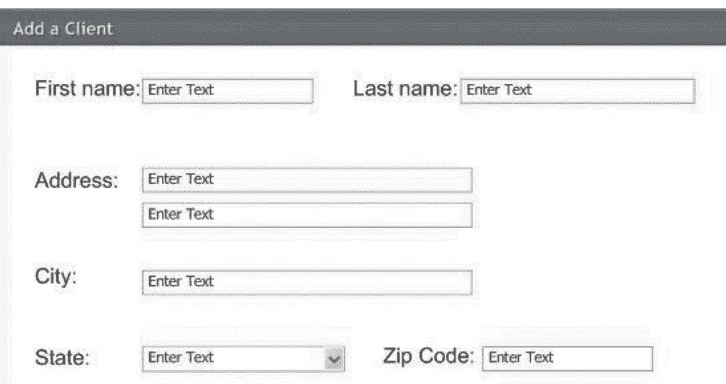 Add a Client
First name: Enter Text Last name: Enter Text
Address: Enter Text
Enter Text
City: Enter Text
State: Enter Text Zip Code: Enter Text